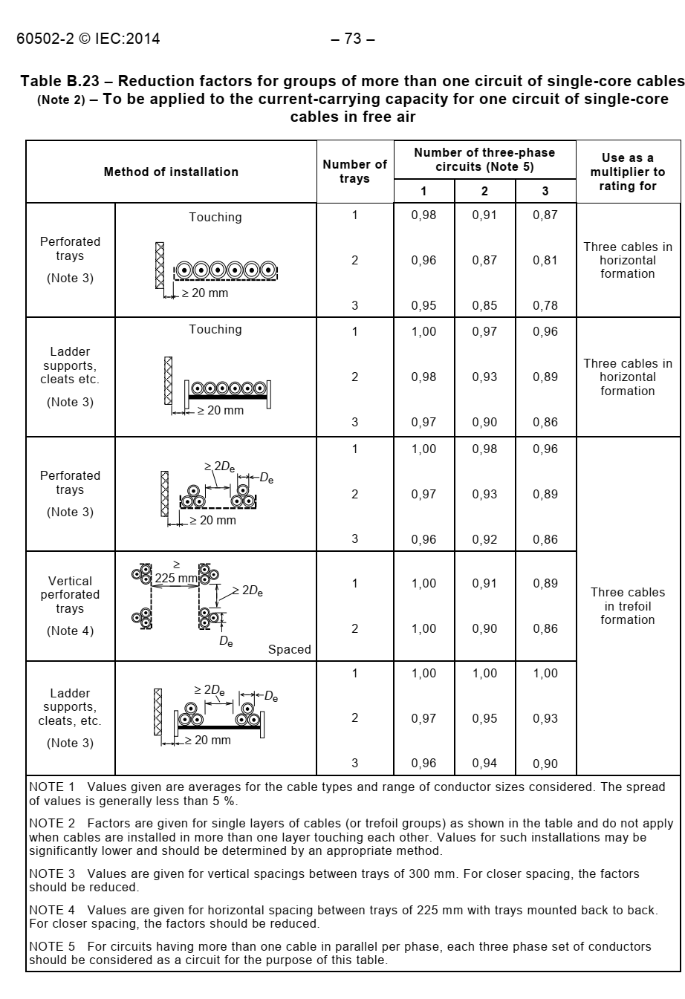 60502-2 © IEC:2014
– 73 –
Table B.23 – Reduction factors for groups of more than one circuit of single-core cables
(Note 2) – To be applied to the current-carrying capacity for one circuit of single-core
cables in free air
Method of installation
Number of
trays
Number of three-phase
circuits (Note 5)
1 2 3
Use as a
multiplier to
rating for
Perforated
trays
(Note 3)
Touching
≥ 20 mm
1 0,98 0,91 0,87
2 0,96 0,87 0,81
3 0,95 0,85 0,78
Three cables in
horizontal
formation
Ladder
supports,
cleats etc.
(Note 3)
Touching
≥ 20 mm
1 1,00 0,97 0,96
2 0,98 0,93 0,89
3 0,97 0,90 0,86
Three cables in
horizontal
formation
Perforated
trays
(Note 3)
≥ 2De
De
≥ 20 mm
1 1,00 0,98 0,96
2 0,97 0,93 0,89
3 0,96 0,92 0,86
Vertical
perforated
trays
(Note 4)
≥
225 mm
≥ 2De
De
Spaced
1 1,00 0,91 0,89
2 1,00 0,90 0,86
Three cables
in trefoil
formation
Ladder
supports,
cleats, etc.
(Note 3)
≥ 2De
De
≥ 20 mm
1 1,00 1,00 1,00
2 0,97 0,95 0,93
3 0,96 0,94 0,90
NOTE 1 Values given are averages for the cable types and range of conductor sizes considered. The spread
of values is generally less than 5 %.
NOTE 2 Factors are given for single layers of cables (or trefoil groups) as shown in the table and do not apply
when cables are installed in more than one layer touching each other. Values for such installations may be
significantly lower and should be determined by an appropriate method.
NOTE 3 Values are given for vertical spacings between trays of 300 mm. For closer spacing, the factors
should be reduced.
NOTE 4 Values are given for horizontal spacing between trays of 225 mm with trays mounted back to back.
For closer spacing, the factors should be reduced.
NOTE 5 For circuits having more than one cable in parallel per phase, each three phase set of conductors
should be considered as a circuit for the purpose of this table.